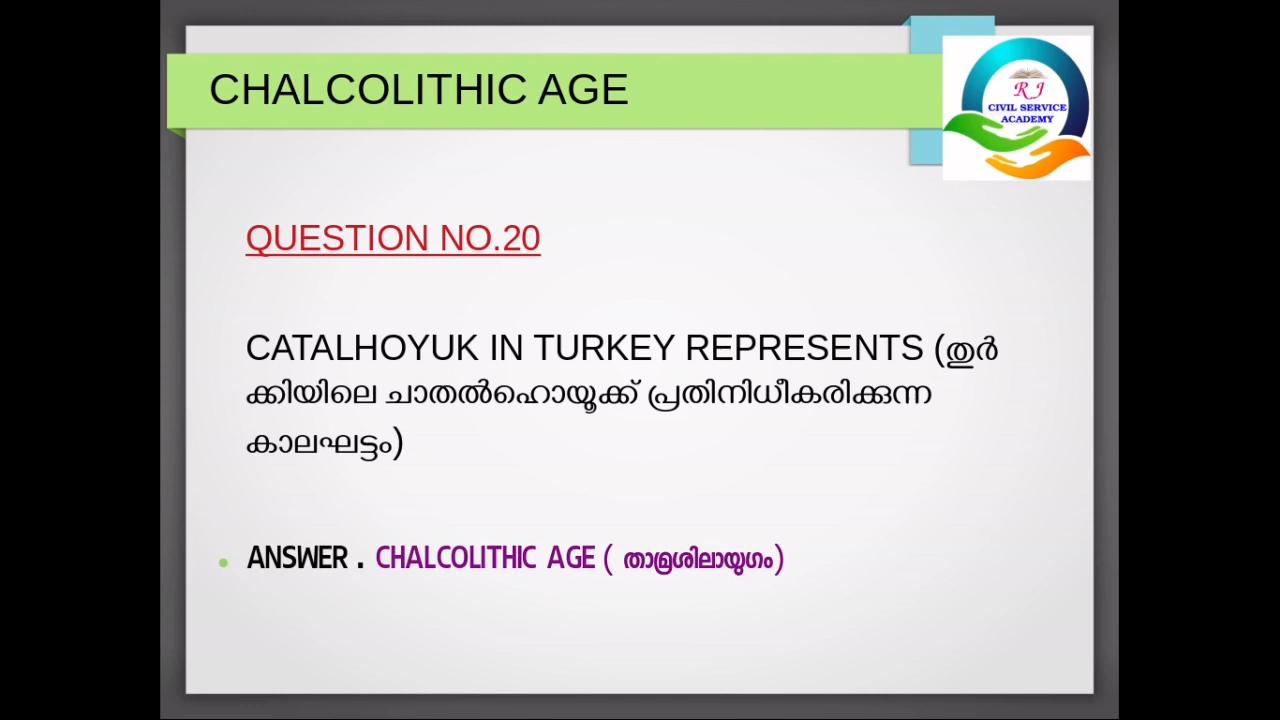 CHALCOLITHIC AGE
RJ
CIVIL SERVICE
ACADEMY
QUESTION NO.20
CATALHOYUK IN TURKEY REPRESENTS (തുർ
ക്കിയിലെ ചാതൽഹൊയൂക്ക് പ്രതിനിധീകരിക്കുന്ന
കാലഘട്ടം)
ANSWER . CHALCOLITHIC AGE ( താമ്രശിലായുഗം)